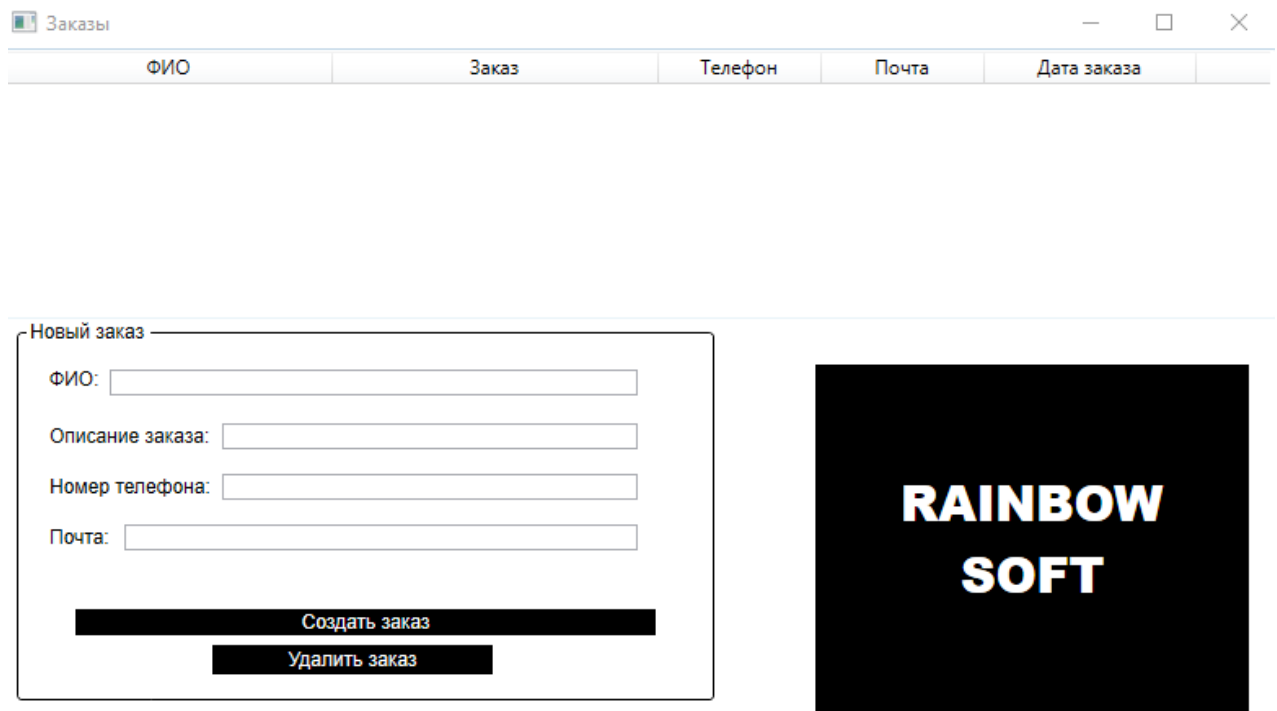 Заказы
ФИО Заказ Телефон Почта Дата заказа
Новый заказ
ФИО:
Описание заказа:
Номер телефона:
Почта:
Создать заказ
Удалить заказ
RAINBOW
SOFT